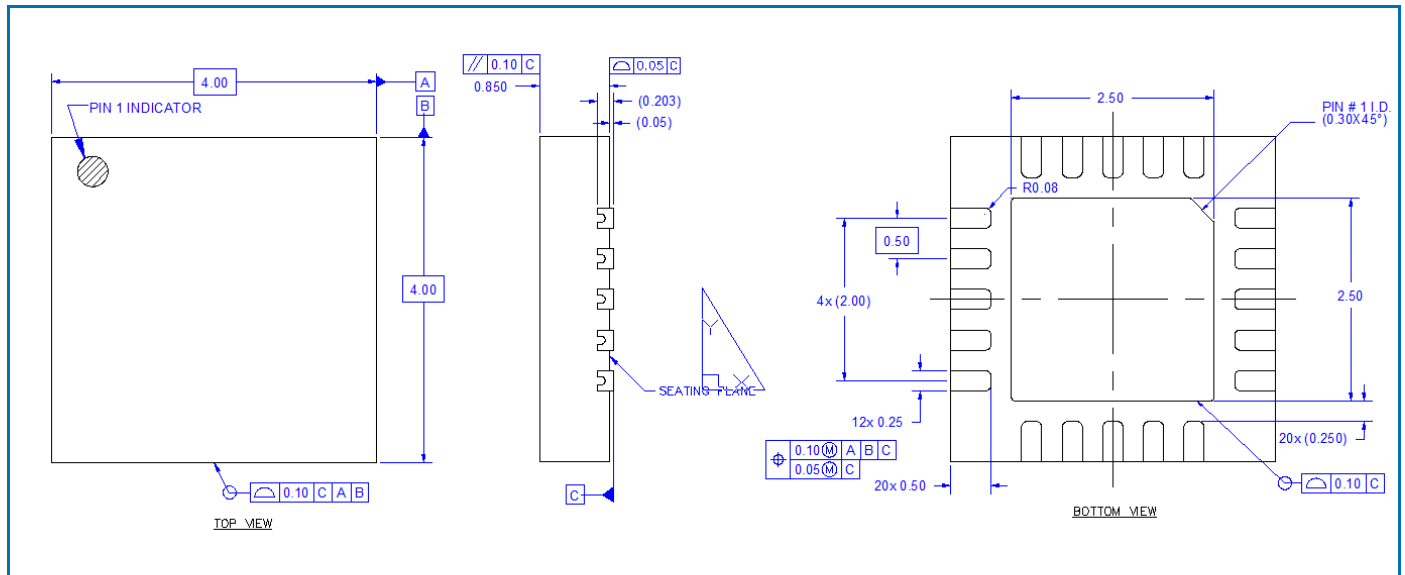 4.00
A
B
PIN 1 INDICATOR
4.00
⌓ 0.10 C A B
TOP VIEW
// 0.10 C
0.850
⌓ 0.05 C
(0.203)
(0.05)
Y
X
SEATING PLANE
C
2.50
PIN # 1 I.D.
(0.30X45°)
R0.08
0.50
4x (2.00)
2.50
12x 0.25
⌖ 0.10 Ⓜ A B C
0.05 Ⓜ C
20x 0.50
20x (0.250)
⌓ 0.10 C
BOTTOM VIEW